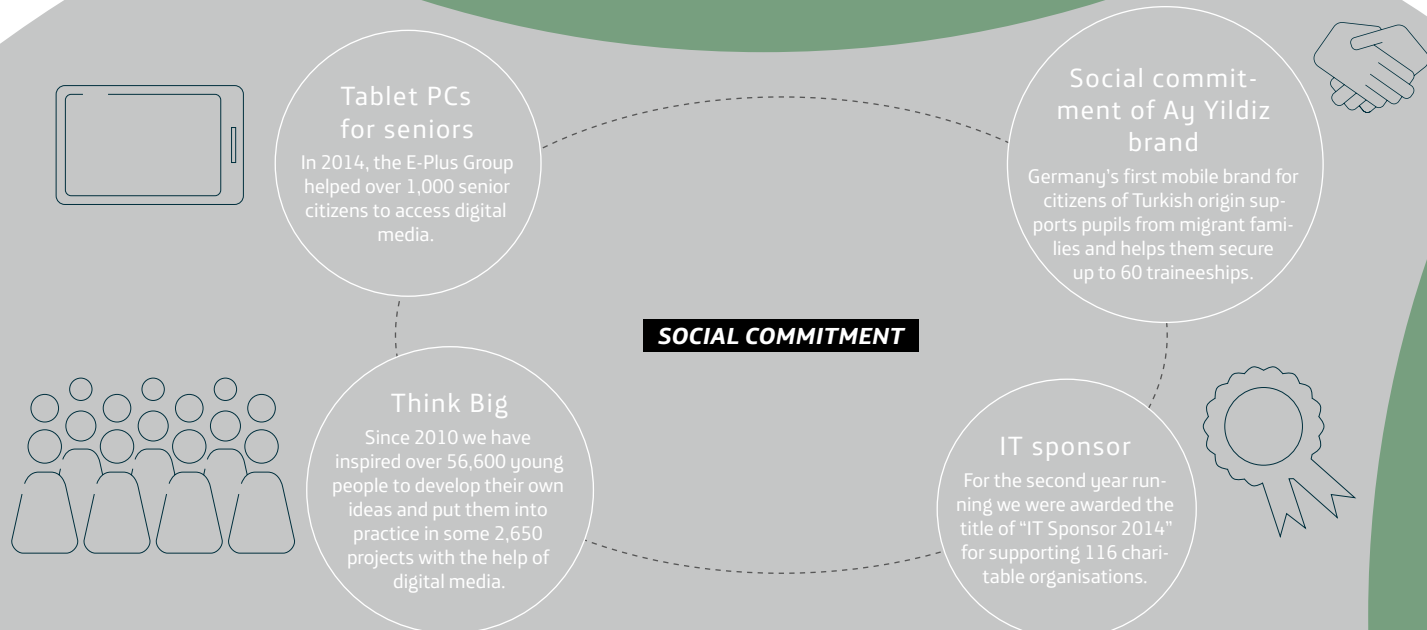 Tablet PCs
for seniors
In 2014, the E-Plus Group
helped over 1,000 senior
citizens to access digital
media.
Social commit-
ment of Ay Yildiz
brand
Germany's first mobile brand for
citizens of Turkish origin sup-
ports pupils from migrant fami-
lies and helps them secure
up to 60 traineeships.
SOCIAL COMMITMENT
Think Big
Since 2010 we have
inspired over 56,600 young
people to develop their own
ideas and put them into
practice in some 2,650
projects with the help of
digital media.
IT sponsor
For the second year run-
ning we were awarded the
title of “IT Sponsor 2014”
for supporting 116 chari-
table organisations.